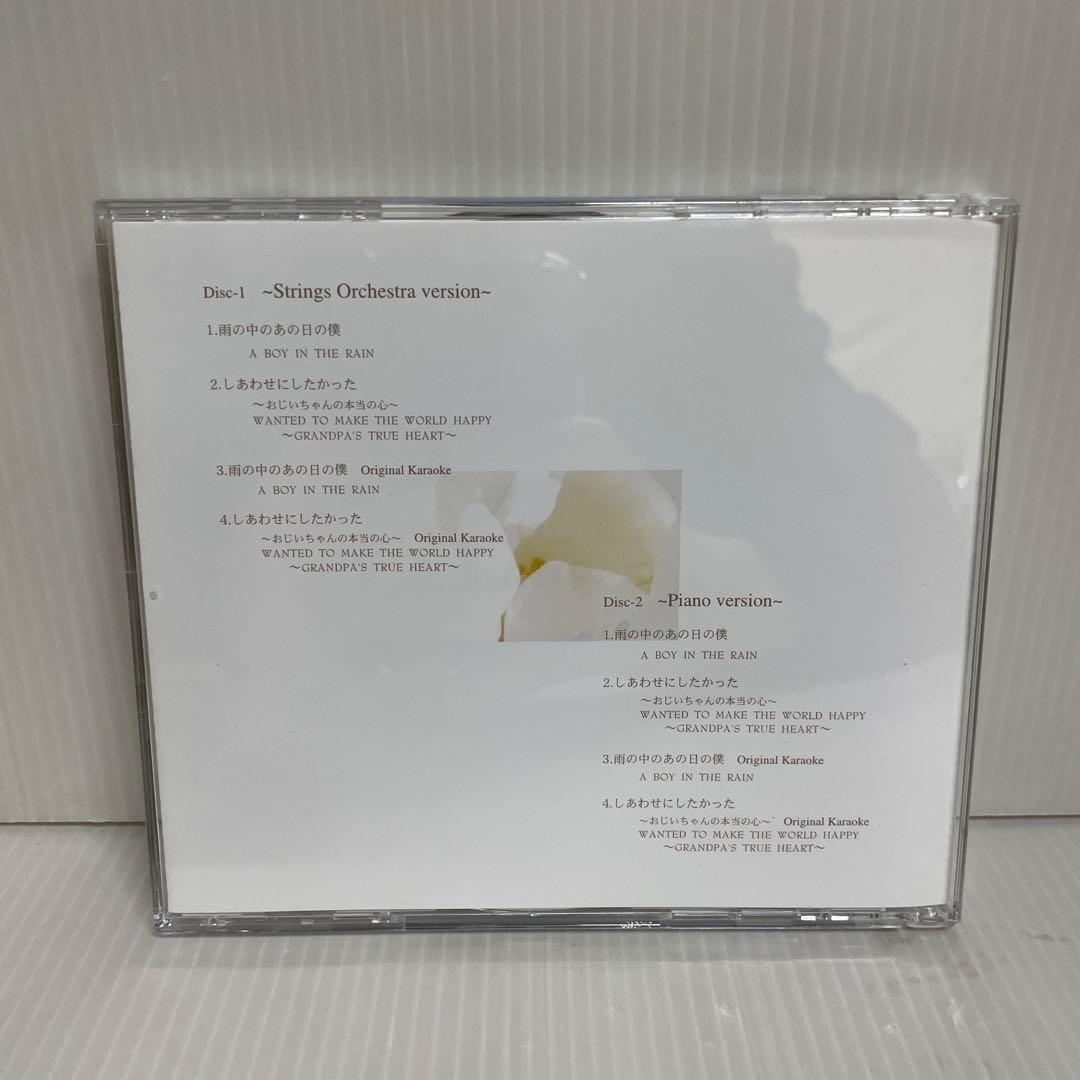 Disc-1 ~Strings Orchestra version~
1.雨の中のあの日の僕
A BOY IN THE RAIN
2.しあわせにしたかった
～おじいちゃんの本当の心～
WANTED TO MAKE THE WORLD HAPPY
～GRANDPA'S TRUE HEART～
3.雨の中のあの日の僕 Original Karaoke
A BOY IN THE RAIN
4.しあわせにしたかった
～おじいちゃんの本当の心～ Original Karaoke
WANTED TO MAKE THE WORLD HAPPY
～GRANDPA'S TRUE HEART～
Disc-2 ~Piano version~
1.雨の中のあの日の僕
A BOY IN THE RAIN
2.しあわせにしたかった
～おじいちゃんの本当の心～
WANTED TO MAKE THE WORLD HAPPY
～GRANDPA'S TRUE HEART～
3.雨の中のあの日の僕 Original Karaoke
A BOY IN THE RAIN
4.しあわせにしたかった
～おじいちゃんの本当の心～ Original Karaoke
WANTED TO MAKE THE WORLD HAPPY
～GRANDPA'S TRUE HEART～